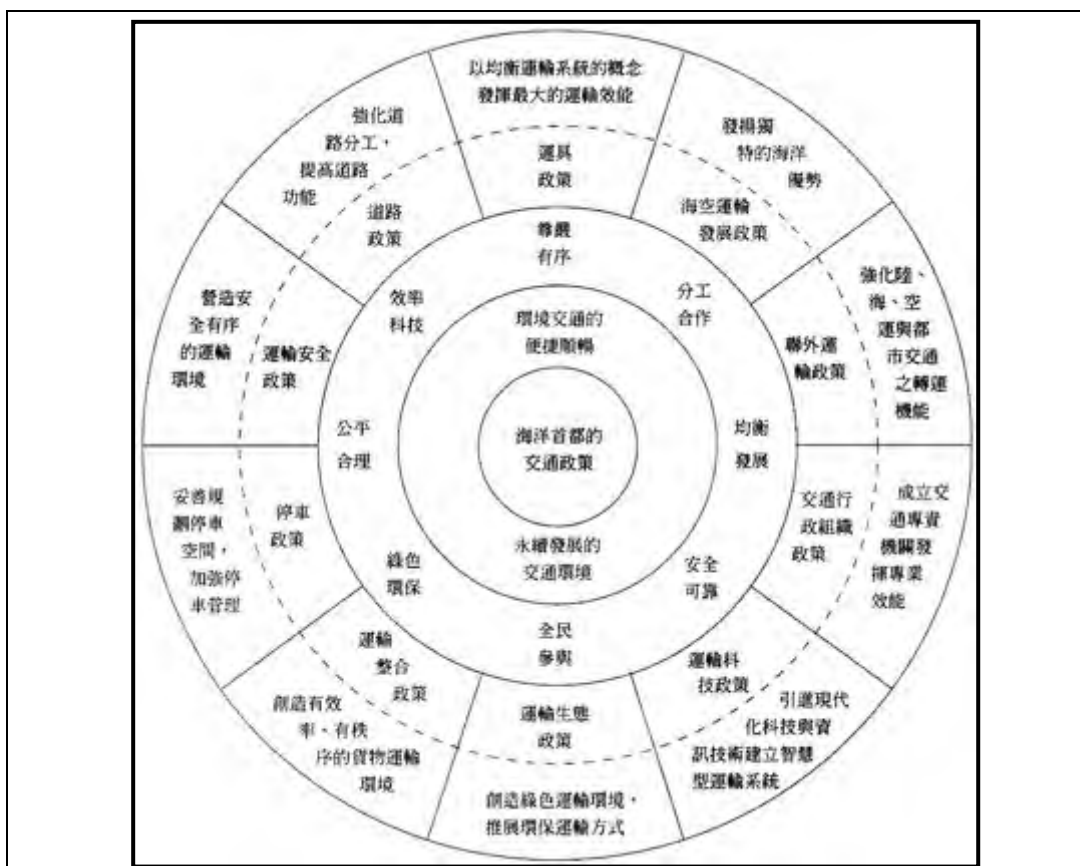 以均衡運輸系統的概念
發揮最大的運輸效能
運具
政策
發揚獨
特的海洋
優勢
海空運輸
發展政策
強化陸、
海、空
運與都
市交通
之轉運
機能
聯外運
輸政策
成立交
通專責
機關發
揮專業
效能
交通行
政組織
政策
引進現代
化科技與資
訊技術建立智慧
型運輸系統
運輸科
技政策
創造綠色運輸環境，
推展環保運輸方式
運輸生態
政策
創造有效
率、有秩
序的貨物運輸
環境
運輸
整合
政策
妥善規
劃停車
空間，
加強停
車管理
停車
政策
營造安
全有序
的運輸
環境
運輸安全
政策
強化道
路分工，
提高道路
功能
道路
政策
尊嚴
有序
分工
合作
均衡
發展
安全
可靠
全民
參與
綠色
環保
公平
合理
效率
科技
環境交通的
便捷順暢
永續發展的
交通環境
海洋首都的
交通政策